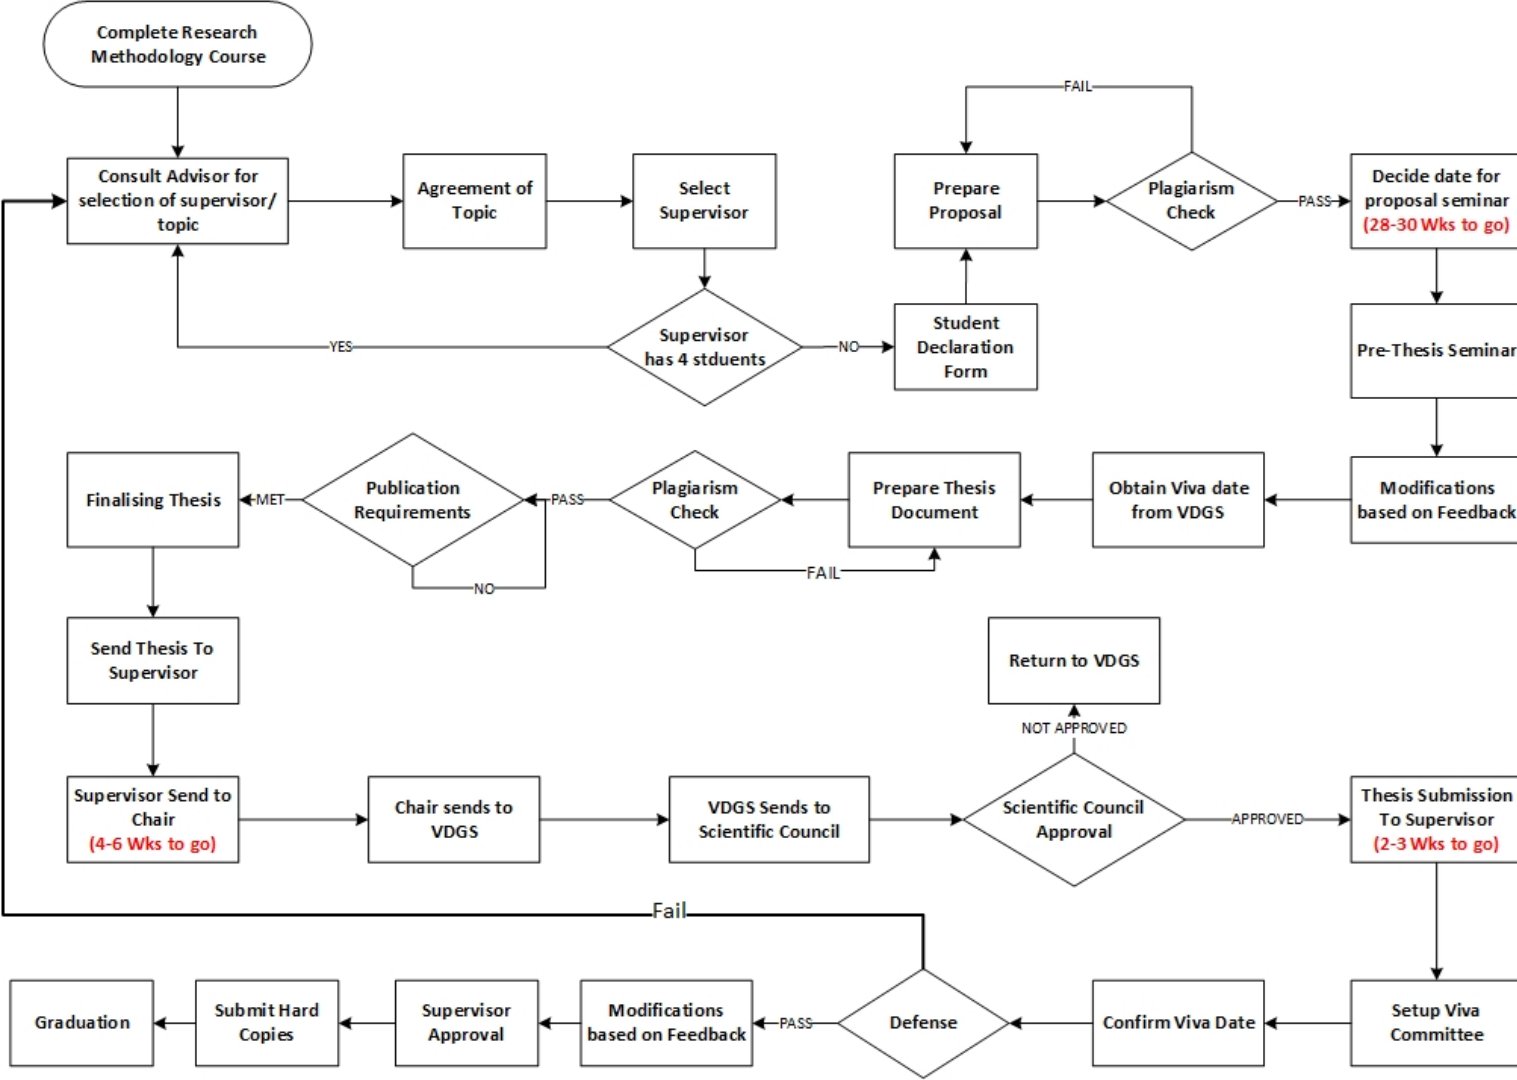 Complete Research
Methodology Course
FAIL
Consult Advisor for
selection of supervisor/
topic
Agreement of
Topic
Select
Supervisor
Prepare
Proposal
Plagiarism
Check
PASS
Decide date for
proposal seminar
(28-30 Wks to go)
YES
Supervisor
has 4 stduents
NO
Student
Declaration
Form
Pre-Thesis Seminar
Finalising Thesis
MET
Publication
Requirements
PASS
Plagiarism
Check
Prepare Thesis
Document
Obtain Viva date
from VDGS
Modifications
based on Feedback
NO
FAIL
Send Thesis To
Supervisor
Return to VDGS
NOT APPROVED
Supervisor Send to
Chair
(4-6 Wks to go)
Chair sends to
VDGS
VDGS Sends to
Scientific Council
Scientific Council
Approval
APPROVED
Thesis Submission
To Supervisor
(2-3 Wks to go)
Fail
Graduation
Submit Hard
Copies
Supervisor
Approval
Modifications
based on Feedback
PASS
Defense
Confirm Viva Date
Setup Viva
Committee